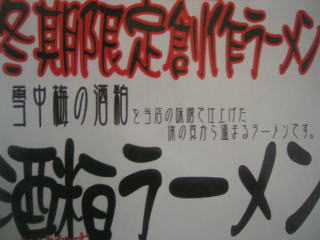 冬期限定創作ラーメン
雪中梅の酒粕を当店の味噌で仕上げた
味の真から温まるラーメンです。
酒粕ラーメン